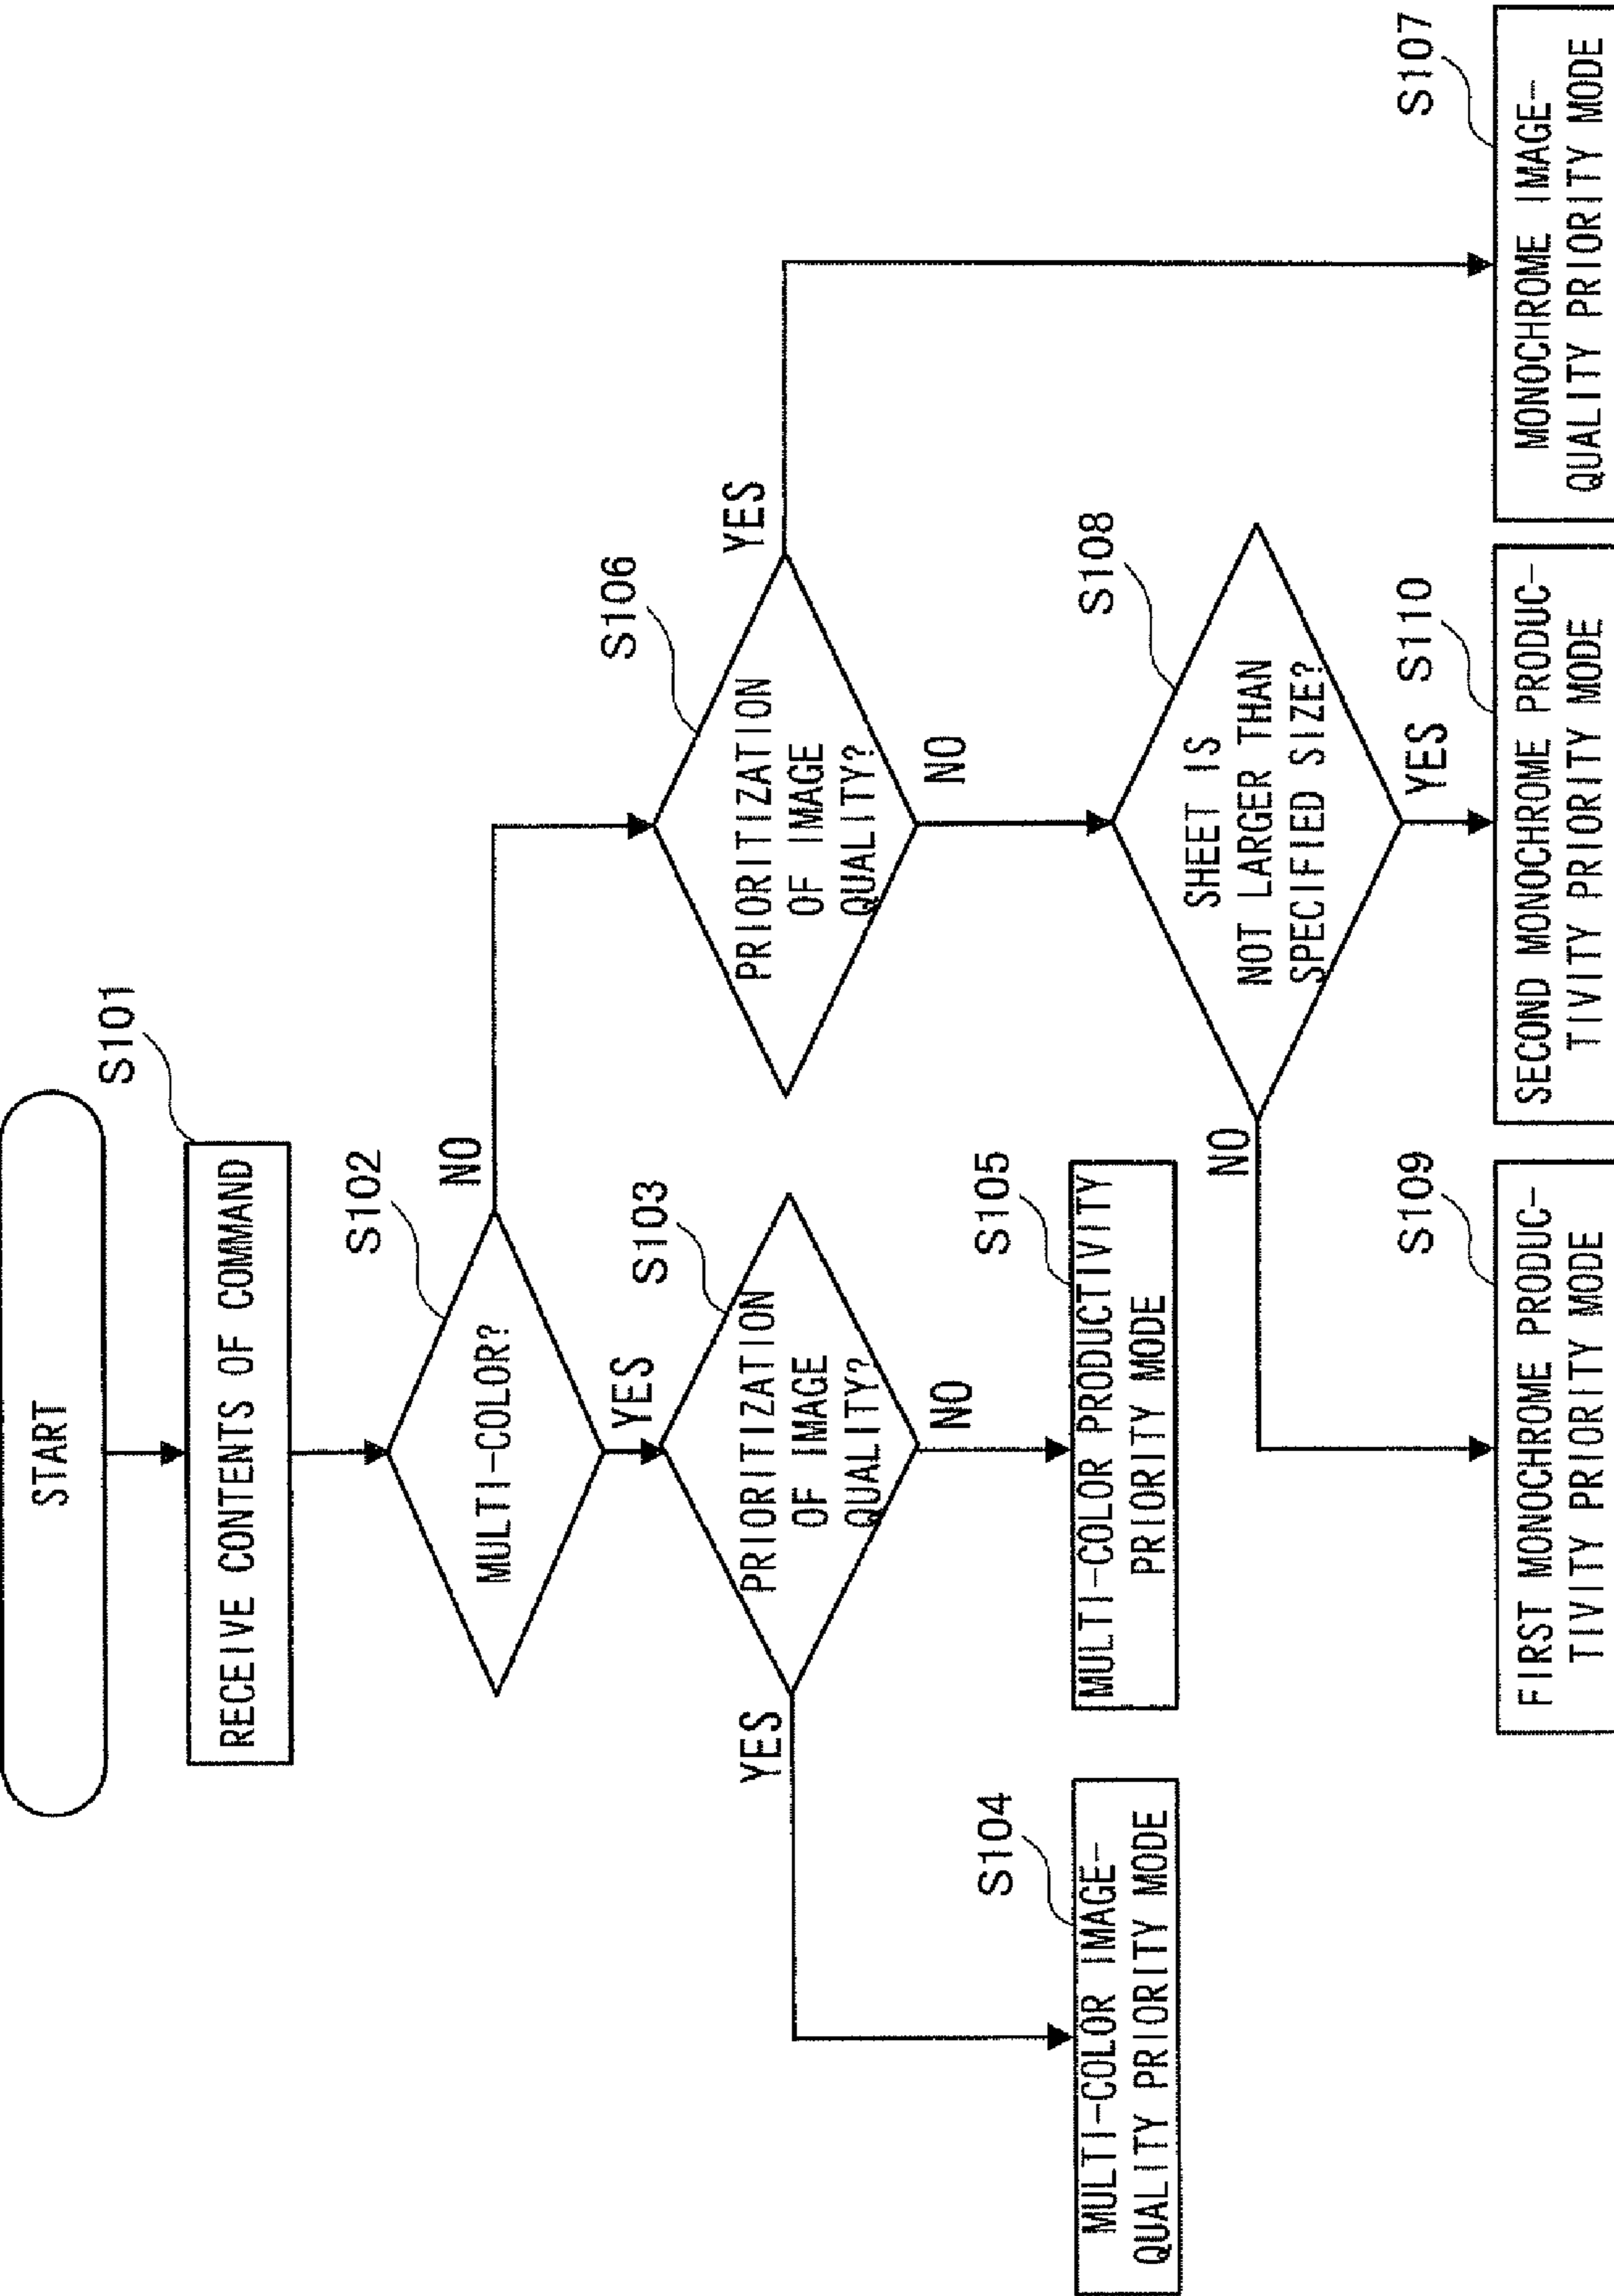 START
S101
RECEIVE CONTENTS OF COMMAND
S102
MULTI-COLOR?
NO
YES
S103
PRIORITIZATION
OF IMAGE
QUALITY?
YES
NO
S104
MULTI-COLOR IMAGE-
QUALITY PRIORITY MODE
S105
MULTI-COLOR PRODUCTIVITY
PRIORITY MODE
S106
PRIORITIZATION
OF IMAGE
QUALITY?
YES
NO
S108
SHEET IS
NOT LARGER THAN
SPECIFIED SIZE?
NO
YES
S109
FIRST MONOCHROME PRODUC-
TIVITY PRIORITY MODE
S110
SECOND MONOCHROME PRODUC-
TIVITY PRIORITY MODE
S107
MONOCHROME IMAGE-
QUALITY PRIORITY MODE